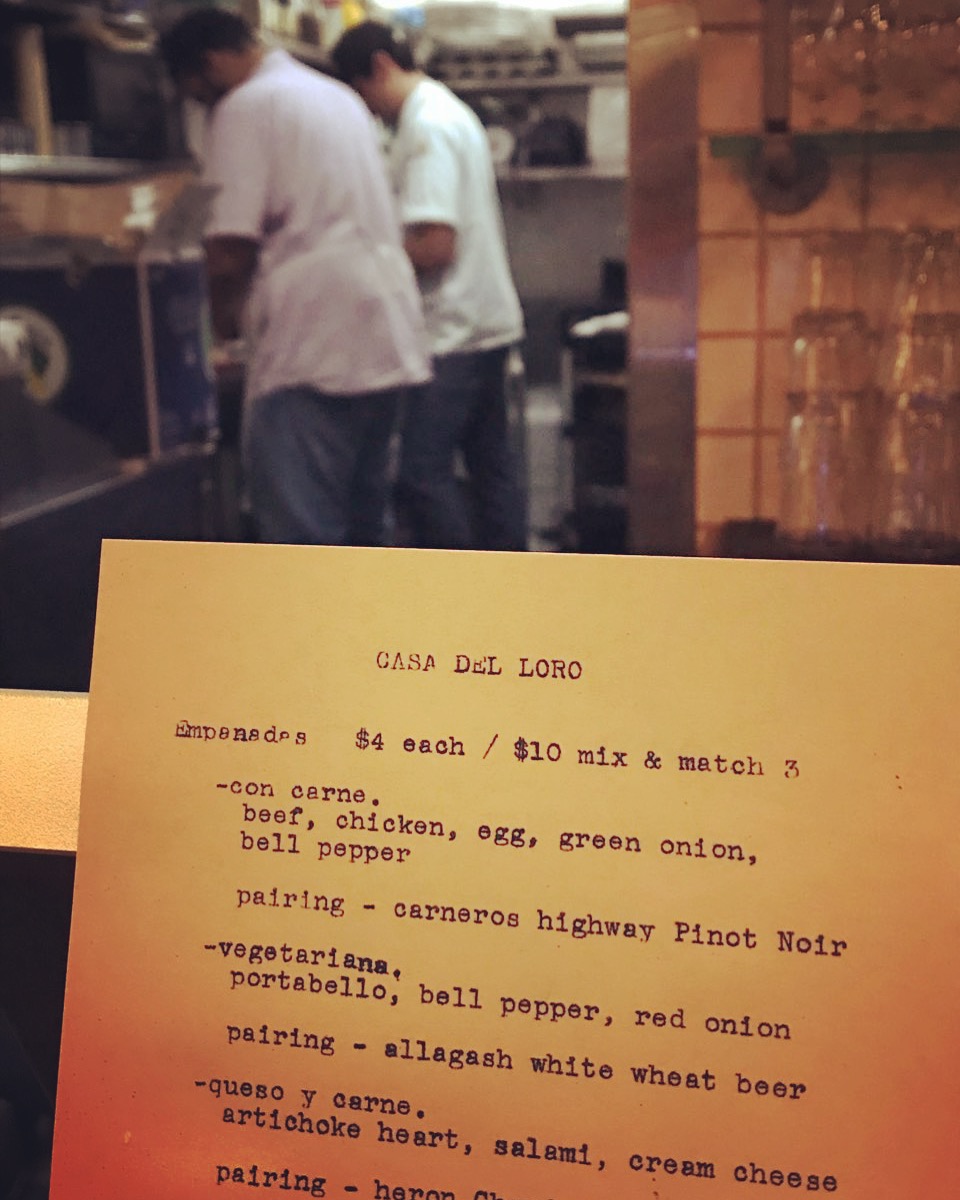 CASA DEL LORO
Empanadas $4 each / $10 mix & match 3
-con carne.
beef, chicken, egg, green onion,
bell pepper
pairing - carneros highway Pinot Noir
-vegetariana.
portabello, bell pepper, red onion
pairing - allagash white wheat beer
-queso y carne.
artichoke heart, salami, cream cheese
pairing - heron